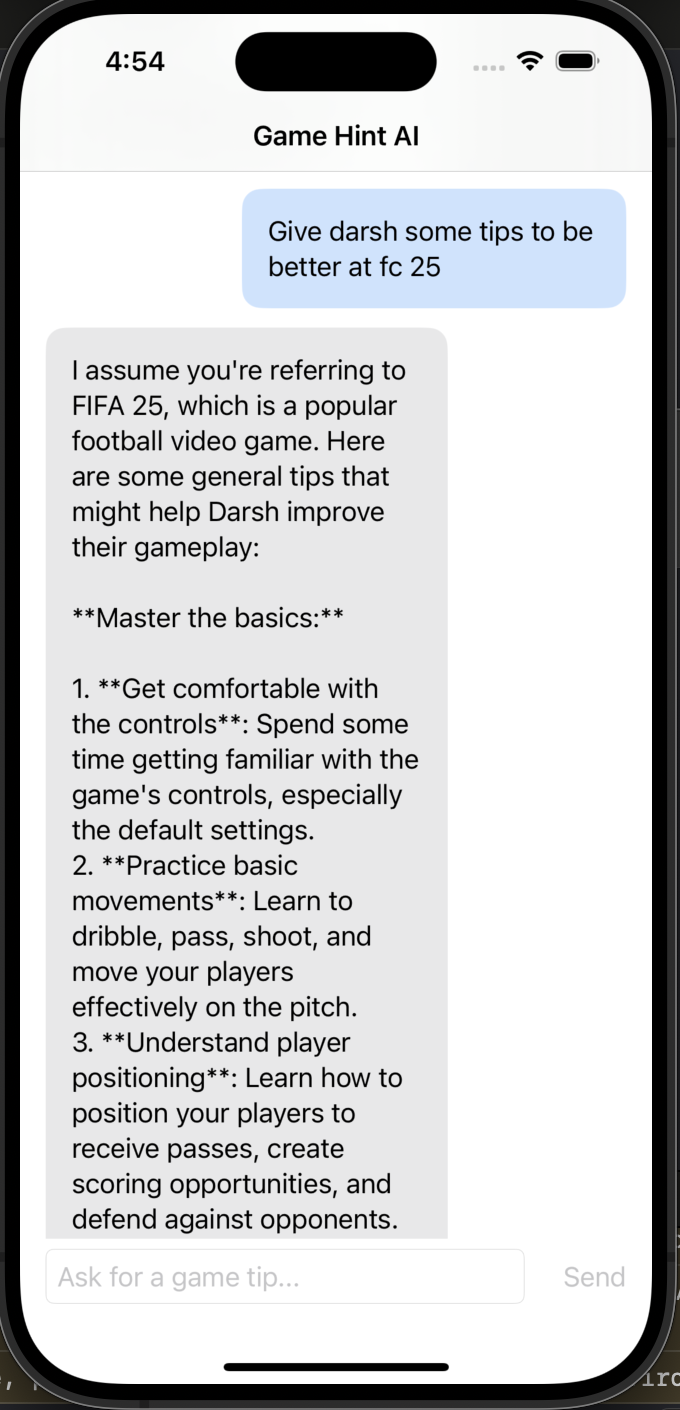 4:54
Game Hint AI
Give darsh some tips to be
better at fc 25
I assume you're referring to
FIFA 25, which is a popular
football video game. Here
are some general tips that
might help Darsh improve
their gameplay:
**Master the basics:**
1. **Get comfortable with
the controls**: Spend some
time getting familiar with the
game's controls, especially
the default settings.
2. **Practice basic
movements**: Learn to
dribble, pass, shoot, and
move your players
effectively on the pitch.
3. **Understand player
positioning**: Learn how to
position your players to
receive passes, create
scoring opportunities, and
defend against opponents.
Ask for a game tip...
Send